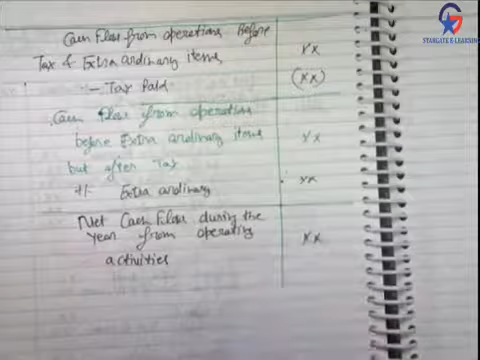 STARGATE E-LEARNIN
Cash Flow from operations Before
Tax & Extra ordinary items xx
- Tax Paid (xx)
Cash flow from operation
before Extra ordinary items xx
but after Tax
+/- Extra ordinary xx
Net Cash Flow during the
Year from operating xx
activities